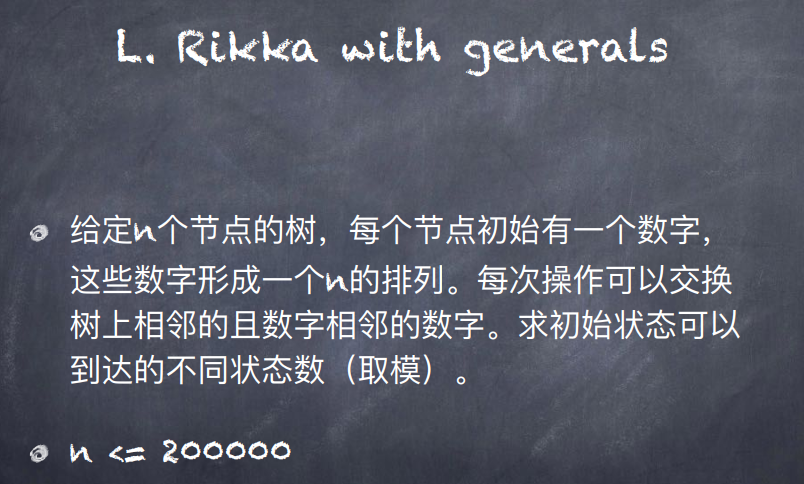 L. Rikka with generals
给定n个节点的树，每个节点初始有一个数字，
这些数字形成一个n的排列。每次操作可以交换
树上相邻的且数字相邻的数字。求初始状态可以
到达的不同状态数（取模）。
n <= 200000